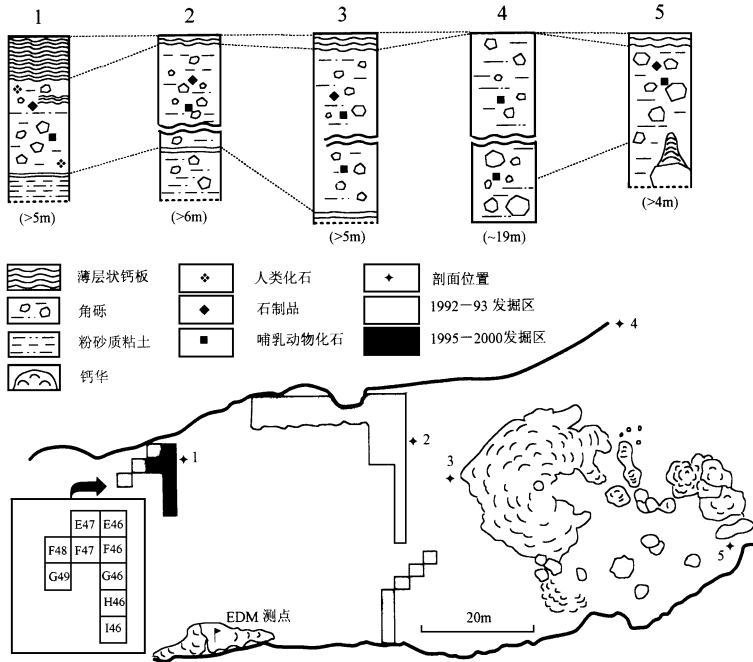 1 2 3 4 5
(>5m) (>6m) (>5m) (~19m) (>4m)
薄层状钙板 人类化石 剖面位置
角砾 石制品 1992－93发掘区
粉砂质粘土 哺乳动物化石 1995－2000发掘区
钙华
4
1
2
3
5
E47 E46
F48 F47 F46
G49 G46
H46
I46
EDM 测点
20m